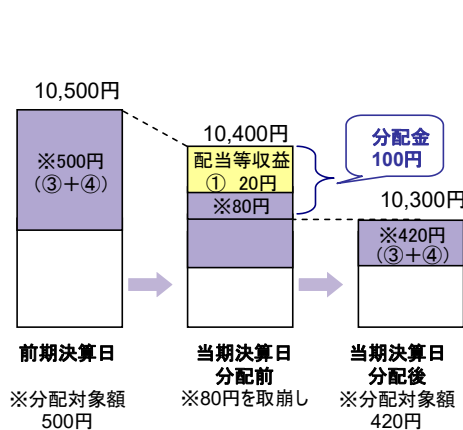 10,500円
※500円
(③+④)
10,400円
配当等収益
① 20円
※80円
分配金
100円
10,300円
※420円
(③+④)
前期決算日
当期決算日
分配前
当期決算日
分配後
※分配対象額
500円
※80円を取崩し
※分配対象額
420円